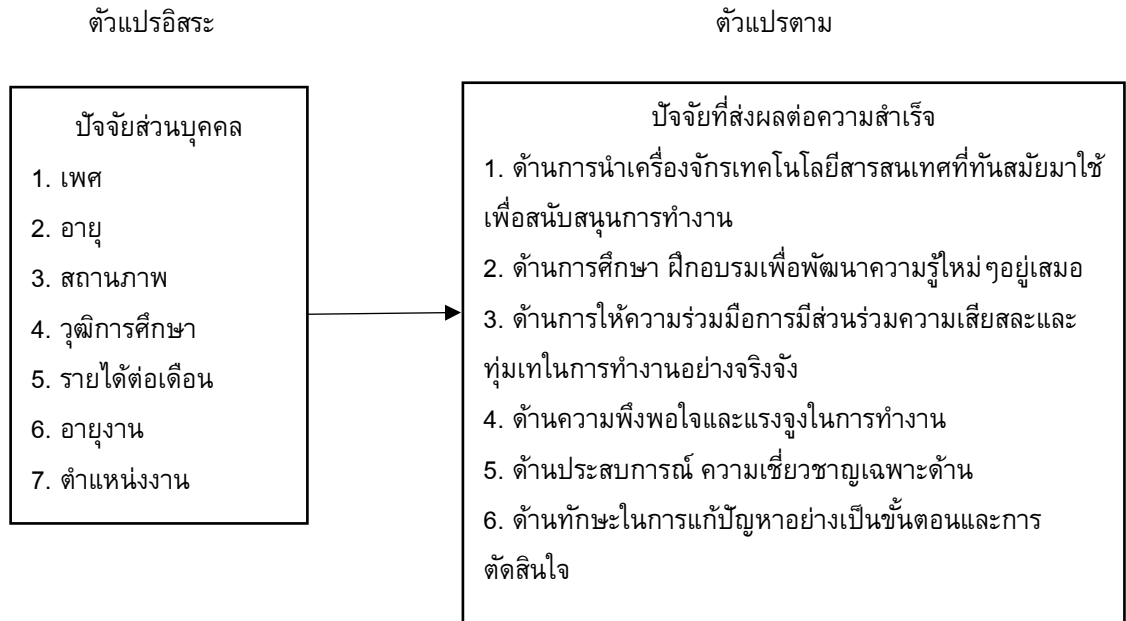 ตัวแปรอิสระ
ตัวแปรตาม
ปัจจัยส่วนบุคคล
1. เพศ
2. อายุ
3. สถานภาพ
4. วุฒิการศึกษา
5. รายได้ต่อเดือน
6. อายุงาน
7. ตำแหน่งงาน
ปัจจัยที่ส่งผลต่อความสำเร็จ
1. ด้านการนำเครื่องจักรเทคโนโลยีสารสนเทศที่ทันสมัยมาใช้
เพื่อสนับสนุนการทำงาน
2. ด้านการศึกษา ฝึกอบรมเพื่อพัฒนาความรู้ใหม่ๆอยู่เสมอ
3. ด้านการให้ความร่วมมือการมีส่วนร่วมความเสียสละและ
ทุ่มเทในการทำงานอย่างจริงจัง
4. ด้านความพึงพอใจและแรงจูงในการทำงาน
5. ด้านประสบการณ์ ความเชี่ยวชาญเฉพาะด้าน
6. ด้านทักษะในการแก้ปัญหาอย่างเป็นขั้นตอนและการ
ตัดสินใจ